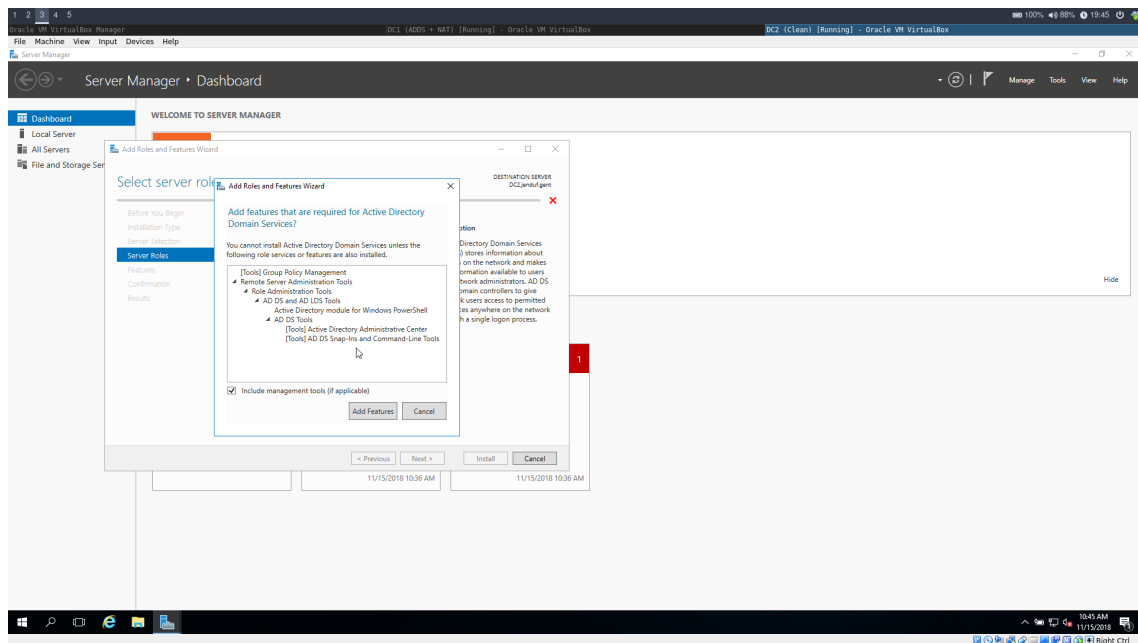 1 2 3 4 5
100% 88% 19:45
Oracle VM VirtualBox Manager
DC1 (ADDS + NAT) [Running] - Oracle VM VirtualBox
DC2 (Clean) [Running] - Oracle VM VirtualBox
File Machine View Input Devices Help
Server Manager
Server Manager • Dashboard
Manage Tools View Help
Dashboard
Local Server
All Servers
File and Storage Ser
WELCOME TO SERVER MANAGER
Hide
Add Roles and Features Wizard
Select server role
DESTINATION SERVER
DC2.jenduf.gent
Before You Begin
Installation Type
Server Selection
Server Roles
Features
Confirmation
Results
ption
Directory Domain Services
) stores information about
on the network and makes
ormation available to users
twork administrators. AD DS
omain controllers to give
k users access to permitted
ces anywhere on the network
h a single logon process.
Add Roles and Features Wizard
Add features that are required for Active Directory
Domain Services?
You cannot install Active Directory Domain Services unless the
following role services or features are also installed.
[Tools] Group Policy Management
Remote Server Administration Tools
Role Administration Tools
AD DS and AD LDS Tools
Active Directory module for Windows PowerShell
AD DS Tools
[Tools] Active Directory Administrative Center
[Tools] AD DS Snap-Ins and Command-Line Tools
Include management tools (if applicable)
Add Features Cancel
1
< Previous Next > Install Cancel
11/15/2018 10:36 AM
11/15/2018 10:36 AM
10:45 AM
11/15/2018
Right Ctrl